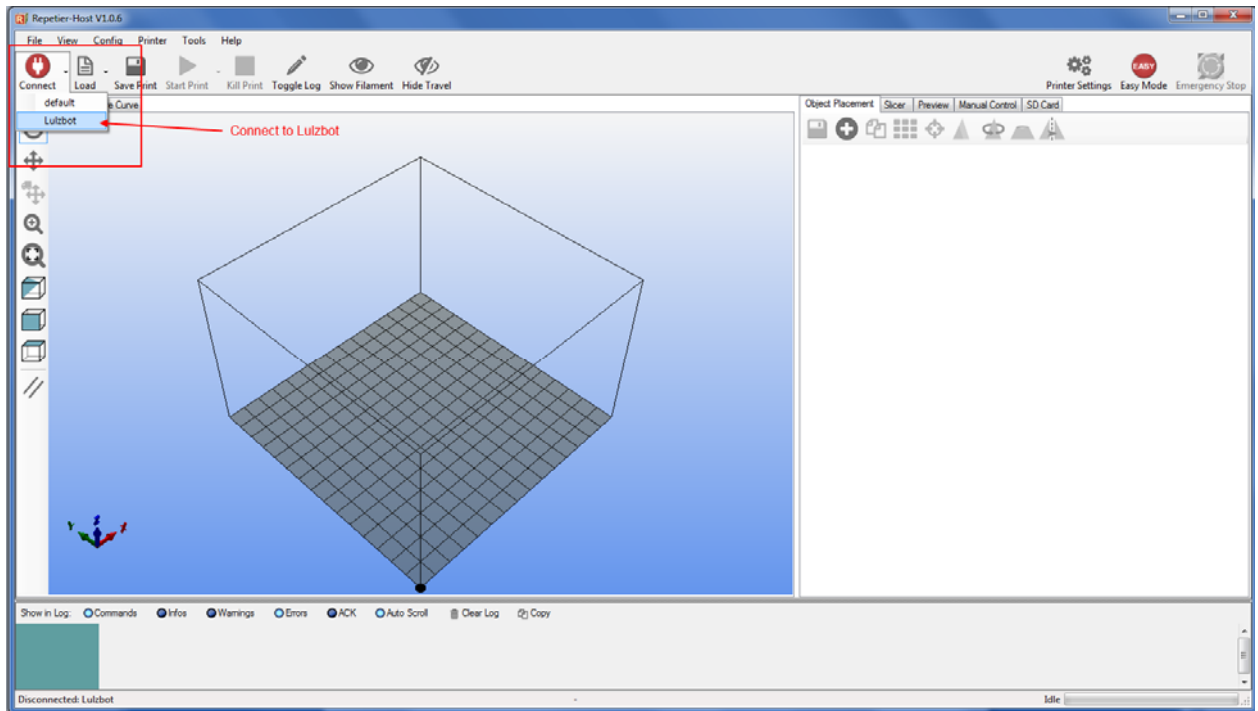 Repetier-Host V1.0.6
File View Config Printer Tools Help
Connect Load Save Print Start Print Kill Print Toggle Log Show Filament Hide Travel Printer Settings Easy Mode Emergency Stop
EASY
default
Lulzbot
Connect to Lulzbot
Curve
Object Placement Slicer Preview Manual Control SD Card
Y Z X
Show in Log: Commands Infos Warnings Errors ACK Auto Scroll Clear Log Copy
Disconnected: Lulzbot - Idle